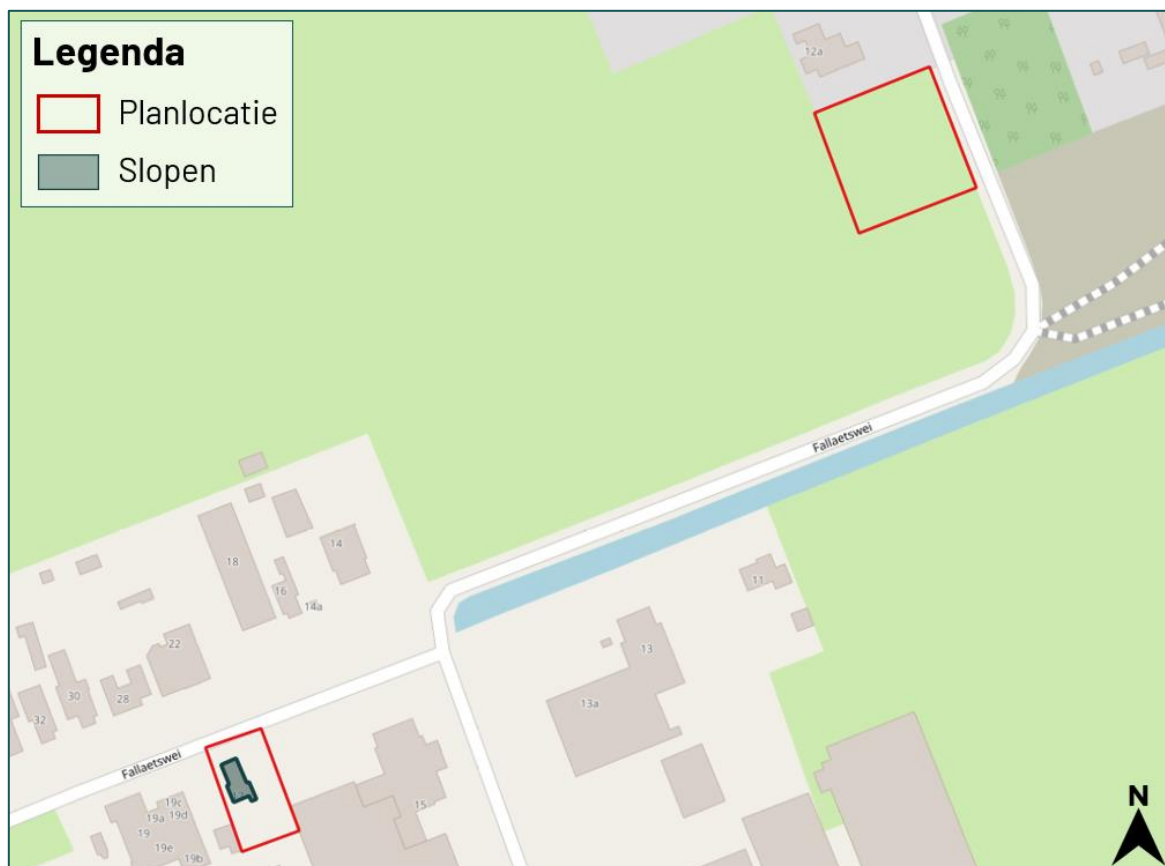 Legenda
Planlocatie
Slopen
12a
Fallaetswei
18
14
16
14a
11
22
13
30
28
32
13a
Fallaetswei
19c
19a
19d
15
19
19e
19b
N